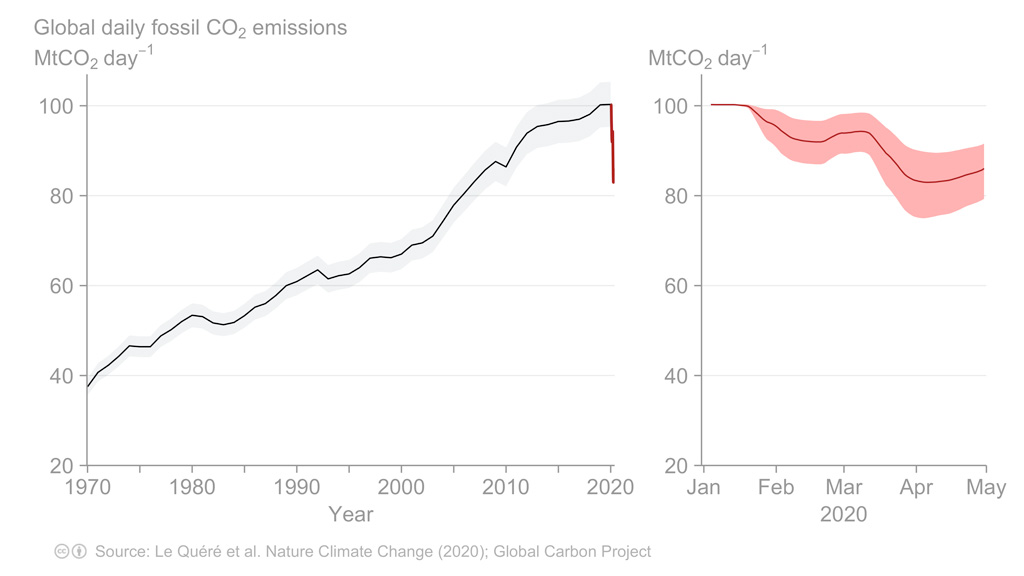 Global daily fossil CO₂ emissions
MtCO₂ day⁻¹
100
80
60
40
20
1970 1980 1990 2000 2010 2020
Year
MtCO₂ day⁻¹
100
80
60
40
20
Jan Feb Mar Apr May
2020
cc Source: Le Quéré et al. Nature Climate Change (2020); Global Carbon Project